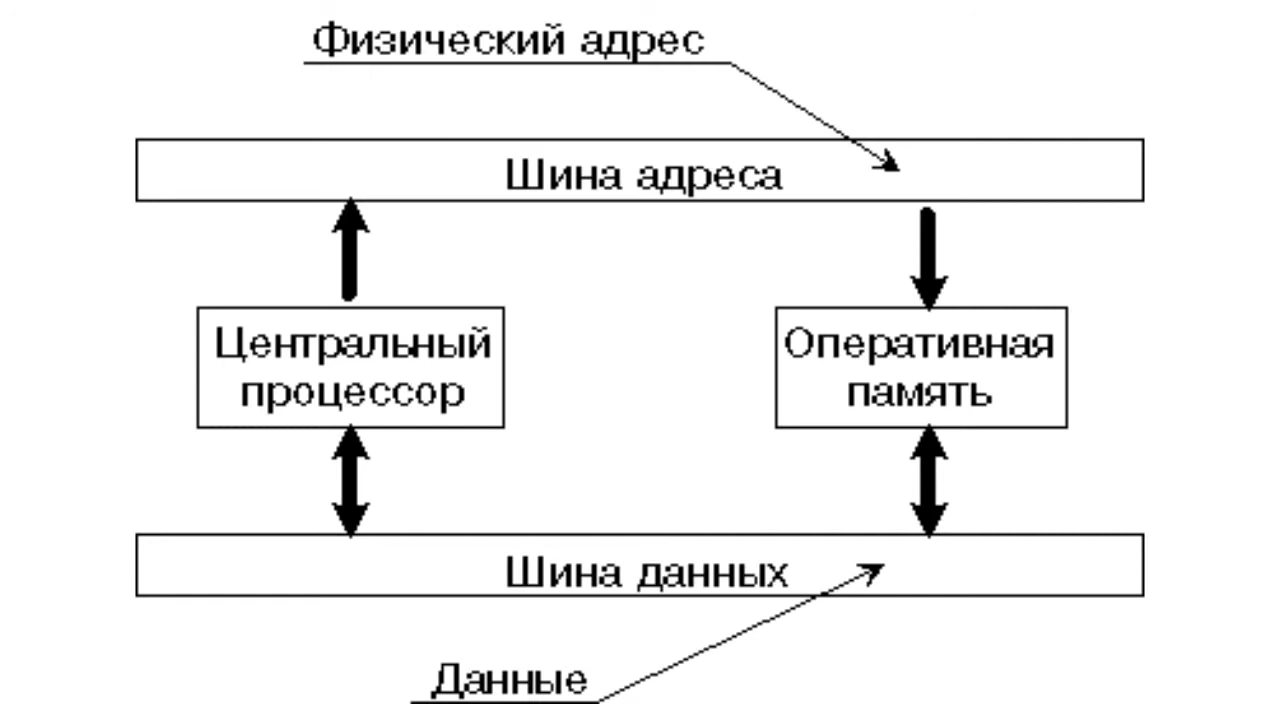 Физический адрес
Шина адреса
Центральный
процессор
Оперативная
память
Шина данных
Данные